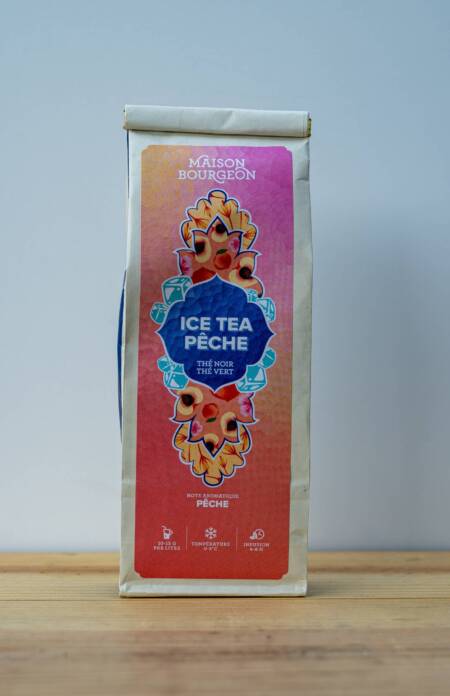 MAISON
BOURGEON
ICE TEA
PÊCHE
THÉ NOIR
THÉ VERT
NOTE AROMATIQUE
PÊCHE
PAR LITRE
TEMPÉRATURE
INFUSION